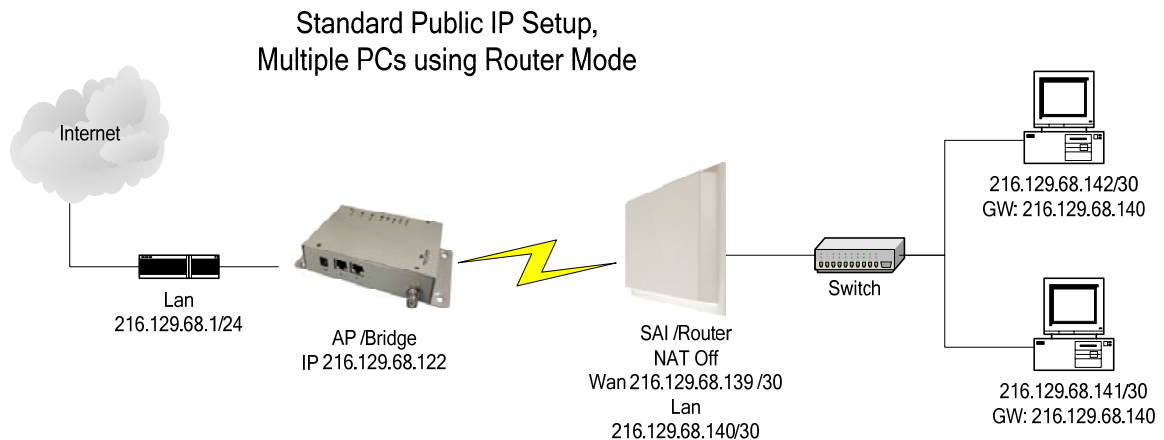 Standard Public IP Setup,
Multiple PCs using Router Mode
Internet
Lan
216.129.68.1/24
AP /Bridge
IP 216.129.68.122
SAI /Router
NAT Off
Wan 216.129.68.139 /30
Lan
216.129.68.140/30
Switch
216.129.68.142/30
GW: 216.129.68.140
216.129.68.141/30
GW: 216.129.68.140